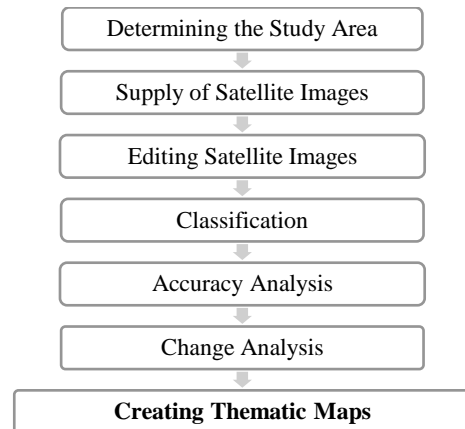 Determining the Study Area
Supply of Satellite Images
Editing Satellite Images
Classification
Accuracy Analysis
Change Analysis
Creating Thematic Maps